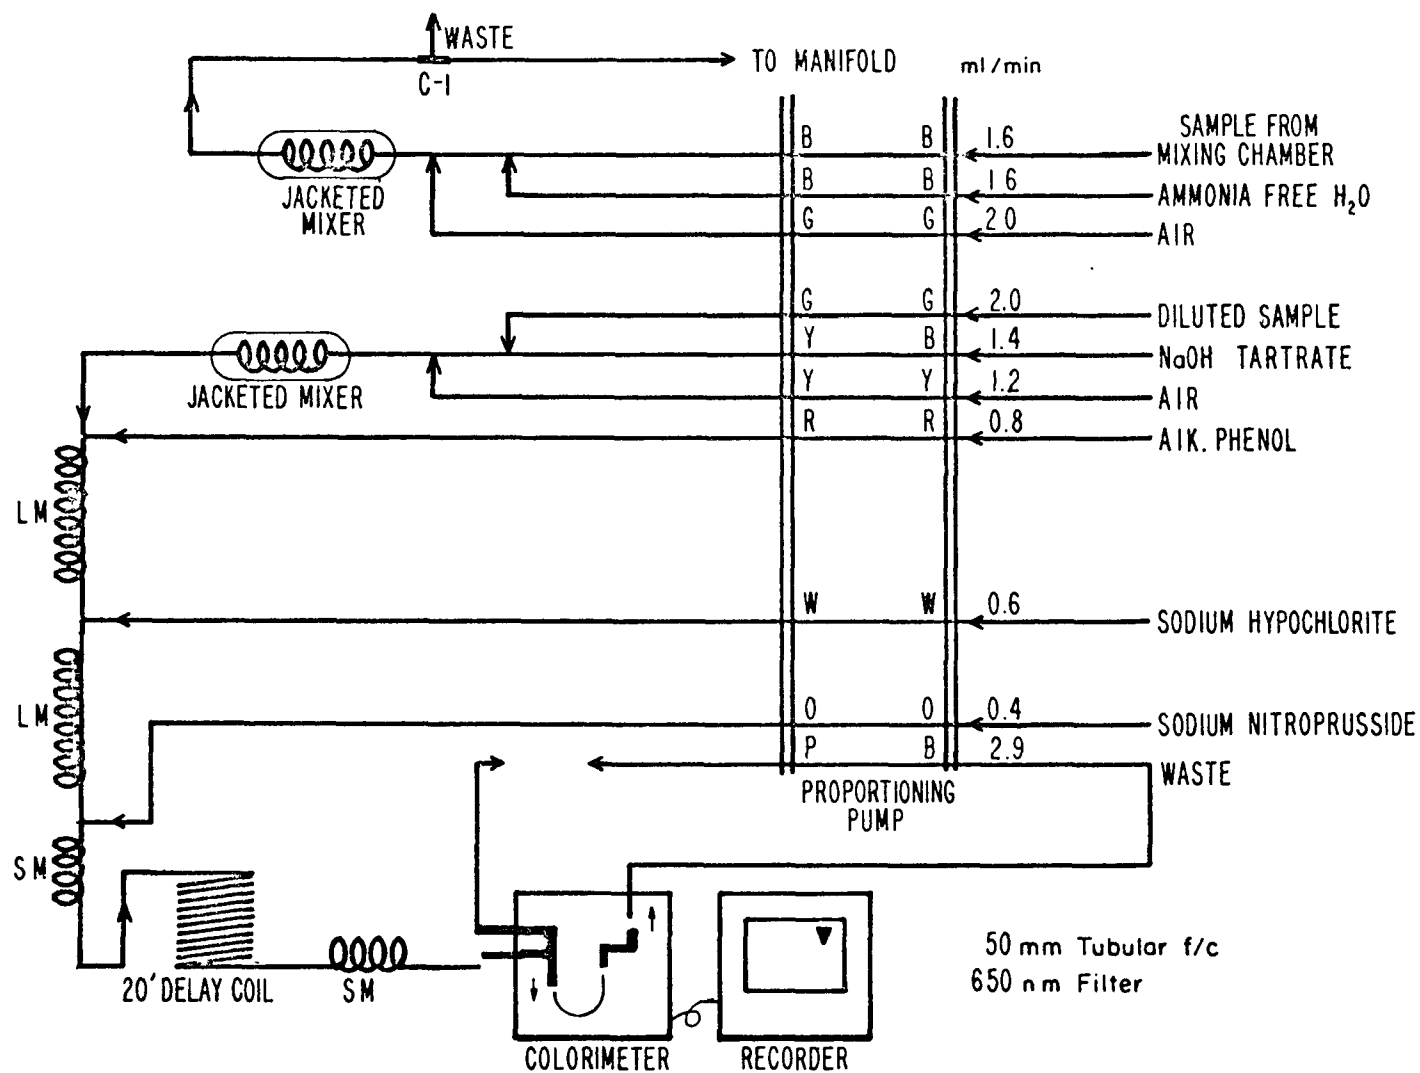 WASTE
C-1
TO MANIFOLD
ml/min
B B 1.6 SAMPLE FROM
MIXING CHAMBER
JACKETED
MIXER
B B 1 6 AMMONIA FREE H₂O
G G 2 0 AIR
G G 2.0 DILUTED SAMPLE
Y B 1.4 NaOH TARTRATE
JACKETED MIXER
Y Y 1.2 AIR
R R 0.8 AIK. PHENOL
LM
W W 0.6 SODIUM HYPOCHLORITE
LM
O O 0.4 SODIUM NITROPRUSSIDE
P B 2.9 WASTE
PROPORTIONING
PUMP
SM
20' DELAY COIL
SM
50 mm Tubular f/c
650 nm Filter
COLORIMETER
RECORDER